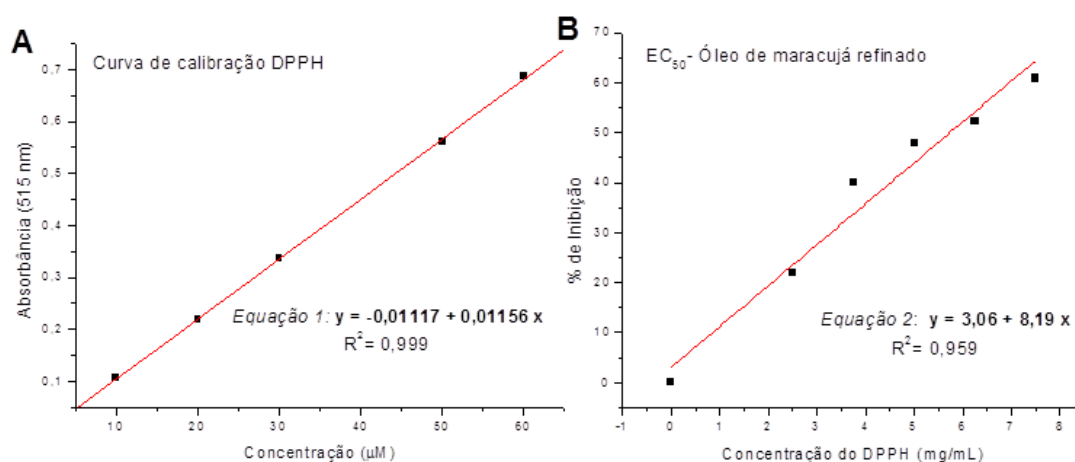 A
Curva de calibração DPPH
Absorbância (515 nm)
0,7
0,6
0,5
0,4
0,3
0,2
0,1
Equação 1: y = -0,01117 + 0,01156 x
R²= 0,999
10 20 30 40 50 60
Concentração (µM)
B
EC₅₀- Óleo de maracujá refinado
% de Inibição
70
60
50
40
30
20
10
0
Equação 2: y = 3,06 + 8,19 x
R²= 0,959
-1 0 1 2 3 4 5 6 7 8
Concentração do DPPH (mg/mL)